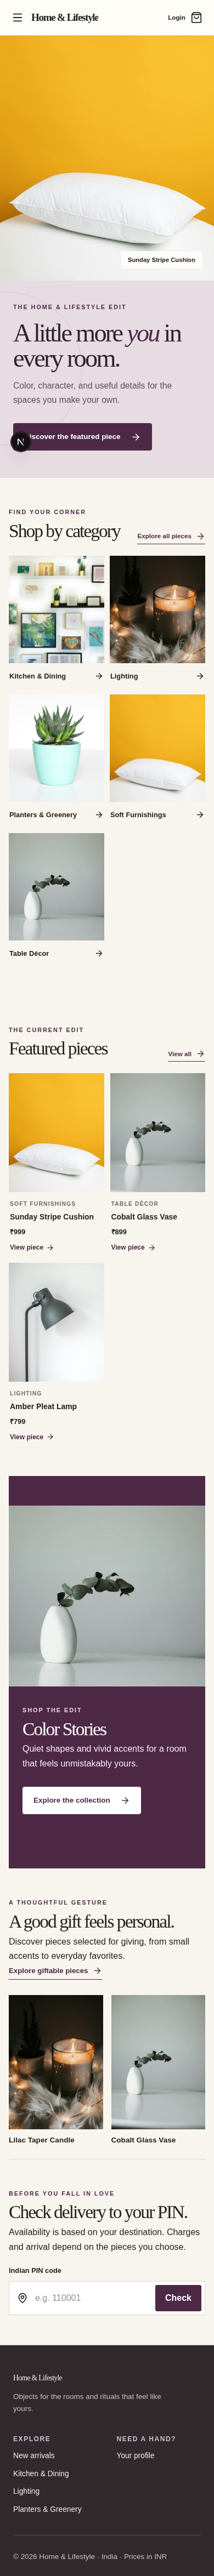 Home & Lifestyle
Login
Sunday Stripe Cushion
THE HOME & LIFESTYLE EDIT
A little more you in
every room.
Color, character, and useful details for the
spaces you make your own.
N
scover the featured piece
FIND YOUR CORNER
Shop by category
Explore all pieces
Kitchen & Dining
Lighting
Planters & Greenery
Soft Furnishings
Table Décor
THE CURRENT EDIT
Featured pieces
View all
SOFT FURNISHINGS
Sunday Stripe Cushion
₹999
View piece
TABLE DÉCOR
Cobalt Glass Vase
₹899
View piece
LIGHTING
Amber Pleat Lamp
₹799
View piece
SHOP THE EDIT
Color Stories
Quiet shapes and vivid accents for a room
that feels unmistakably yours.
Explore the collection
A THOUGHTFUL GESTURE
A good gift feels personal.
Discover pieces selected for giving, from small
accents to everyday favorites.
Explore giftable pieces
Lilac Taper Candle
Cobalt Glass Vase
BEFORE YOU FALL IN LOVE
Check delivery to your PIN.
Availability is based on your destination. Charges
and arrival depend on the pieces you choose.
Indian PIN code
e.g. 110001
Check
Home & Lifestyle
Objects for the rooms and rituals that feel like
yours.
EXPLORE
New arrivals
Kitchen & Dining
Lighting
Planters & Greenery
NEED A HAND?
Your profile
© 2026 Home & Lifestyle · India · Prices in INR